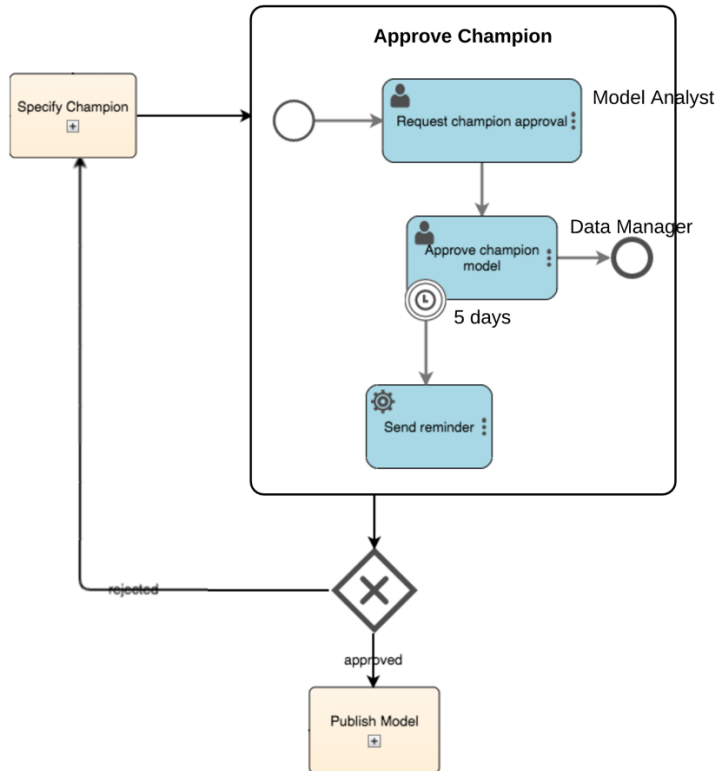 Approve Champion
Specify Champion
Request champion approval
Model Analyst
Approve champion
model
Data Manager
5 days
Send reminder
rejected
approved
Publish Model